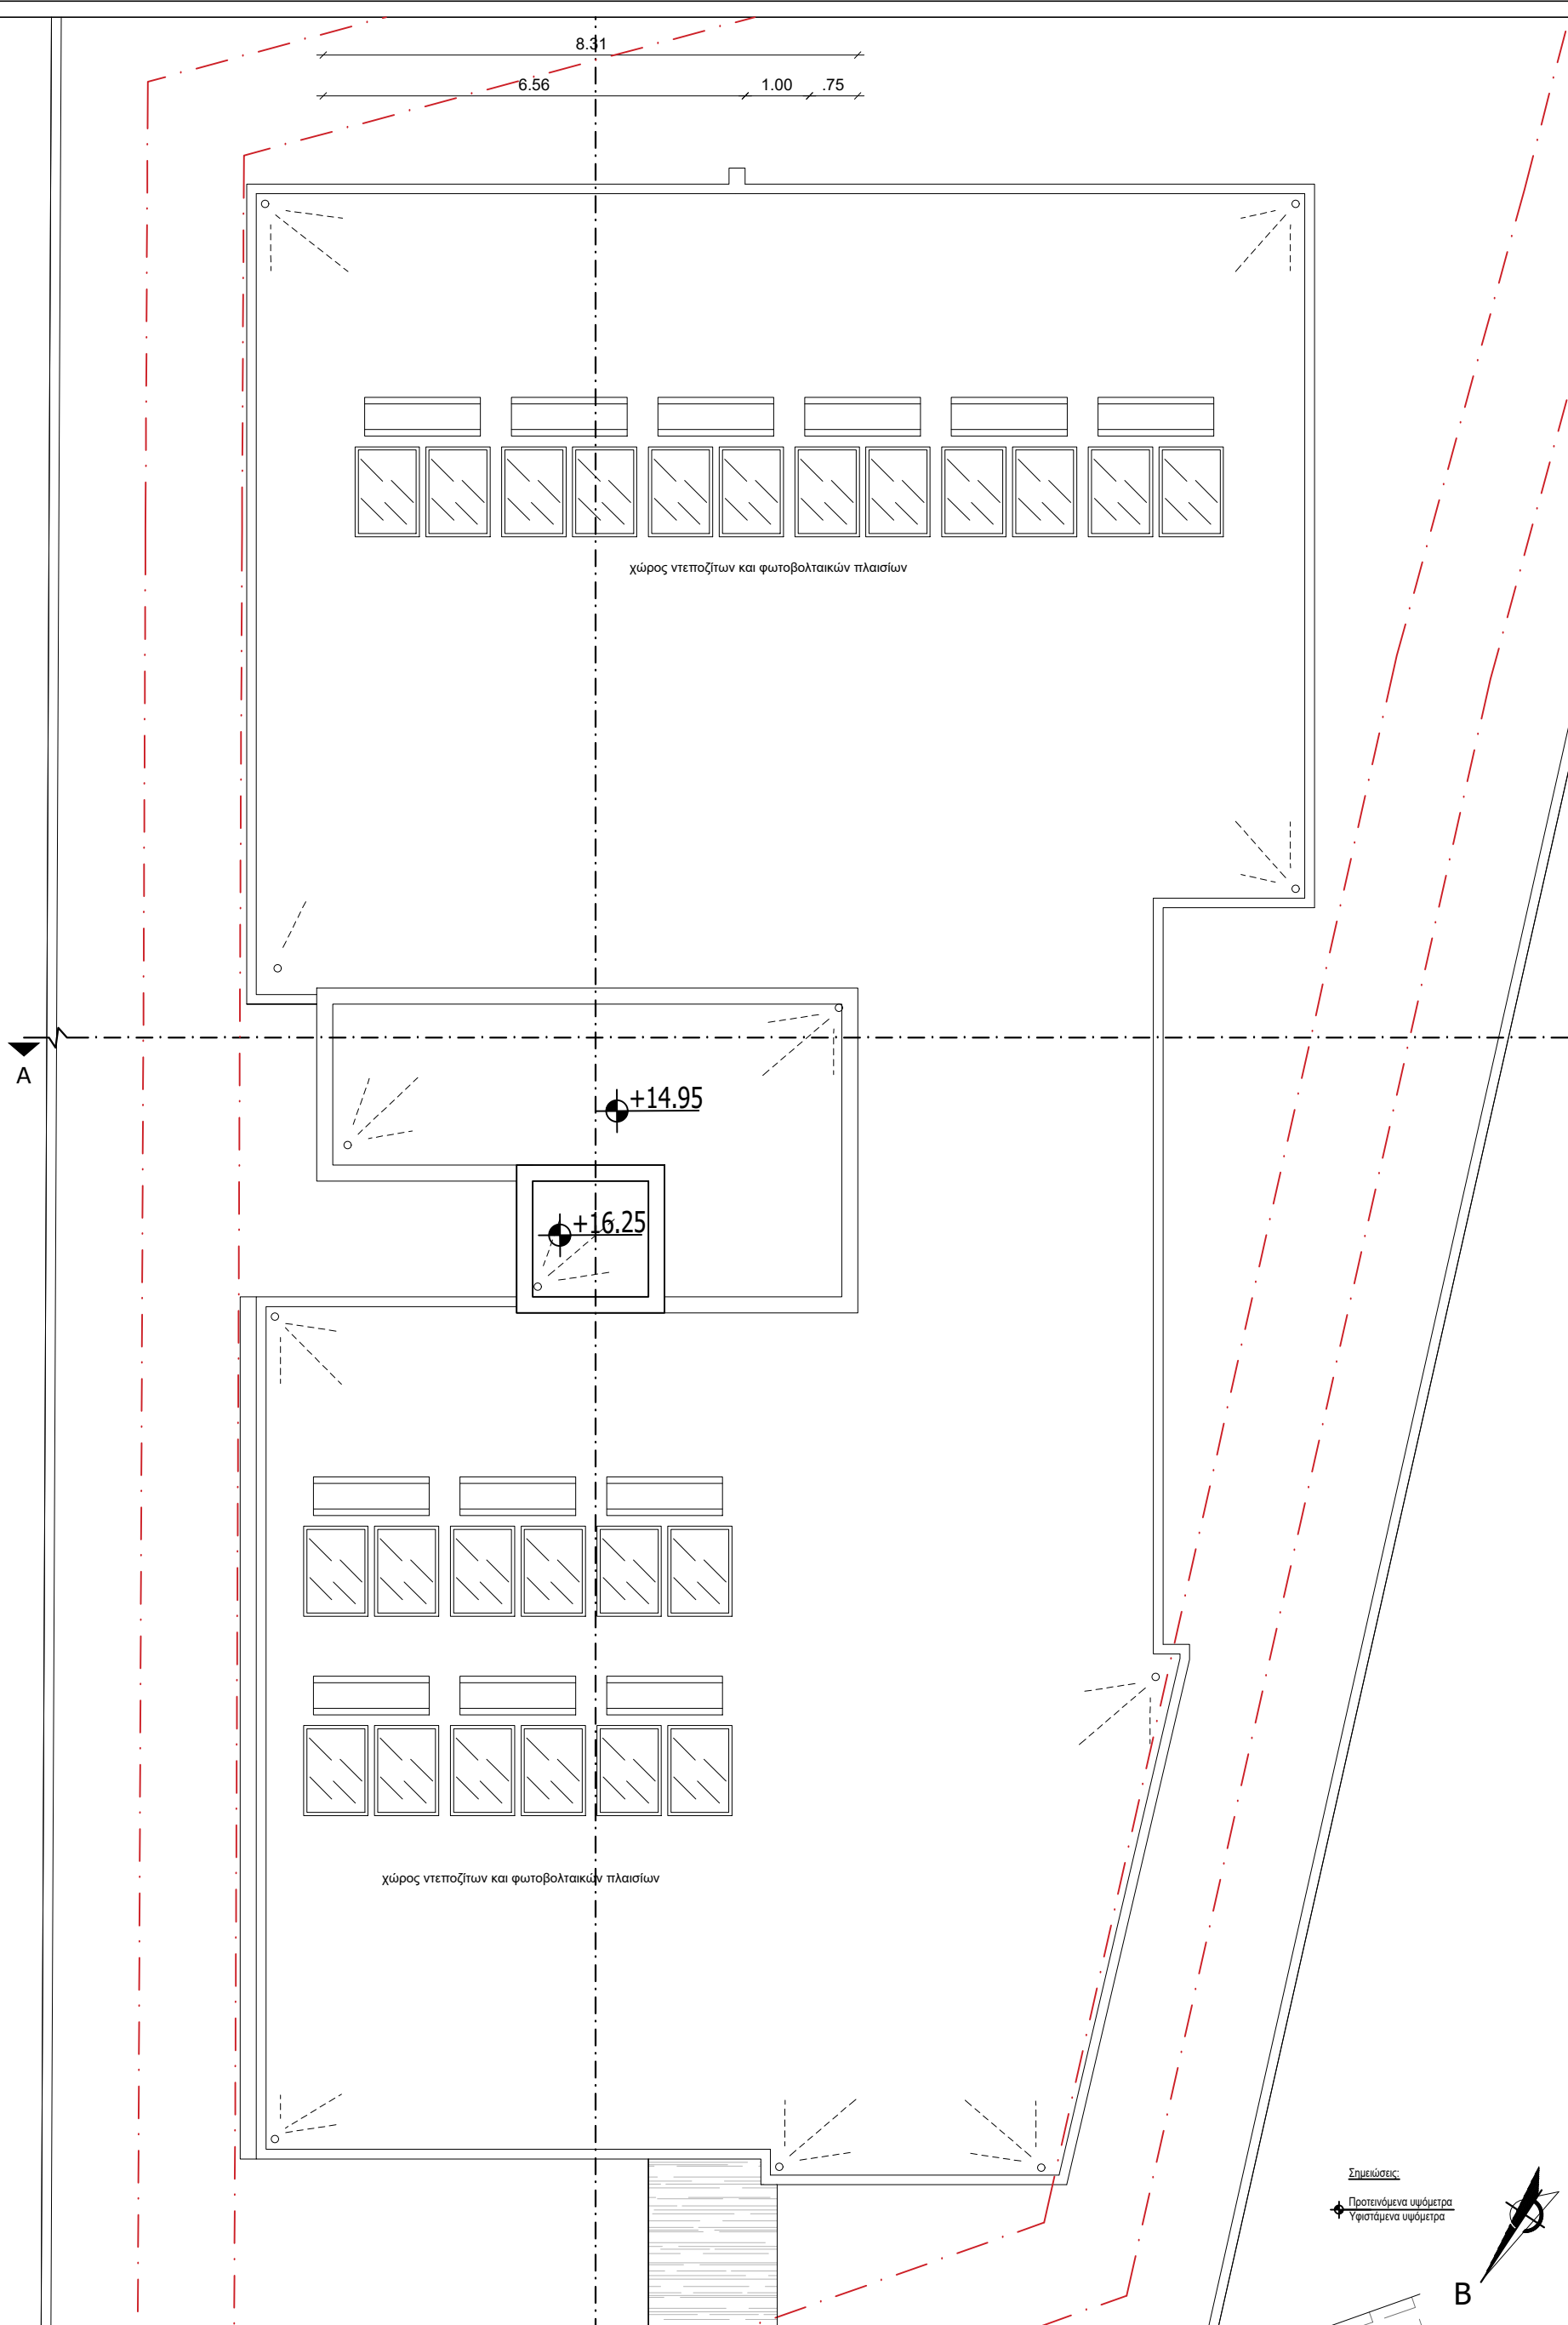 8.31
6.56 1.00 .75
χώρος ντεποζίτων και φωτοβολταικών πλαισίων
A
+14.95
+16.25
χώρος ντεποζίτων και φωτοβολταικών πλαισίων
Σημειώσεις:
Προτεινόμενα υψόμετρα
Υφιστάμενα υψόμετρα
B